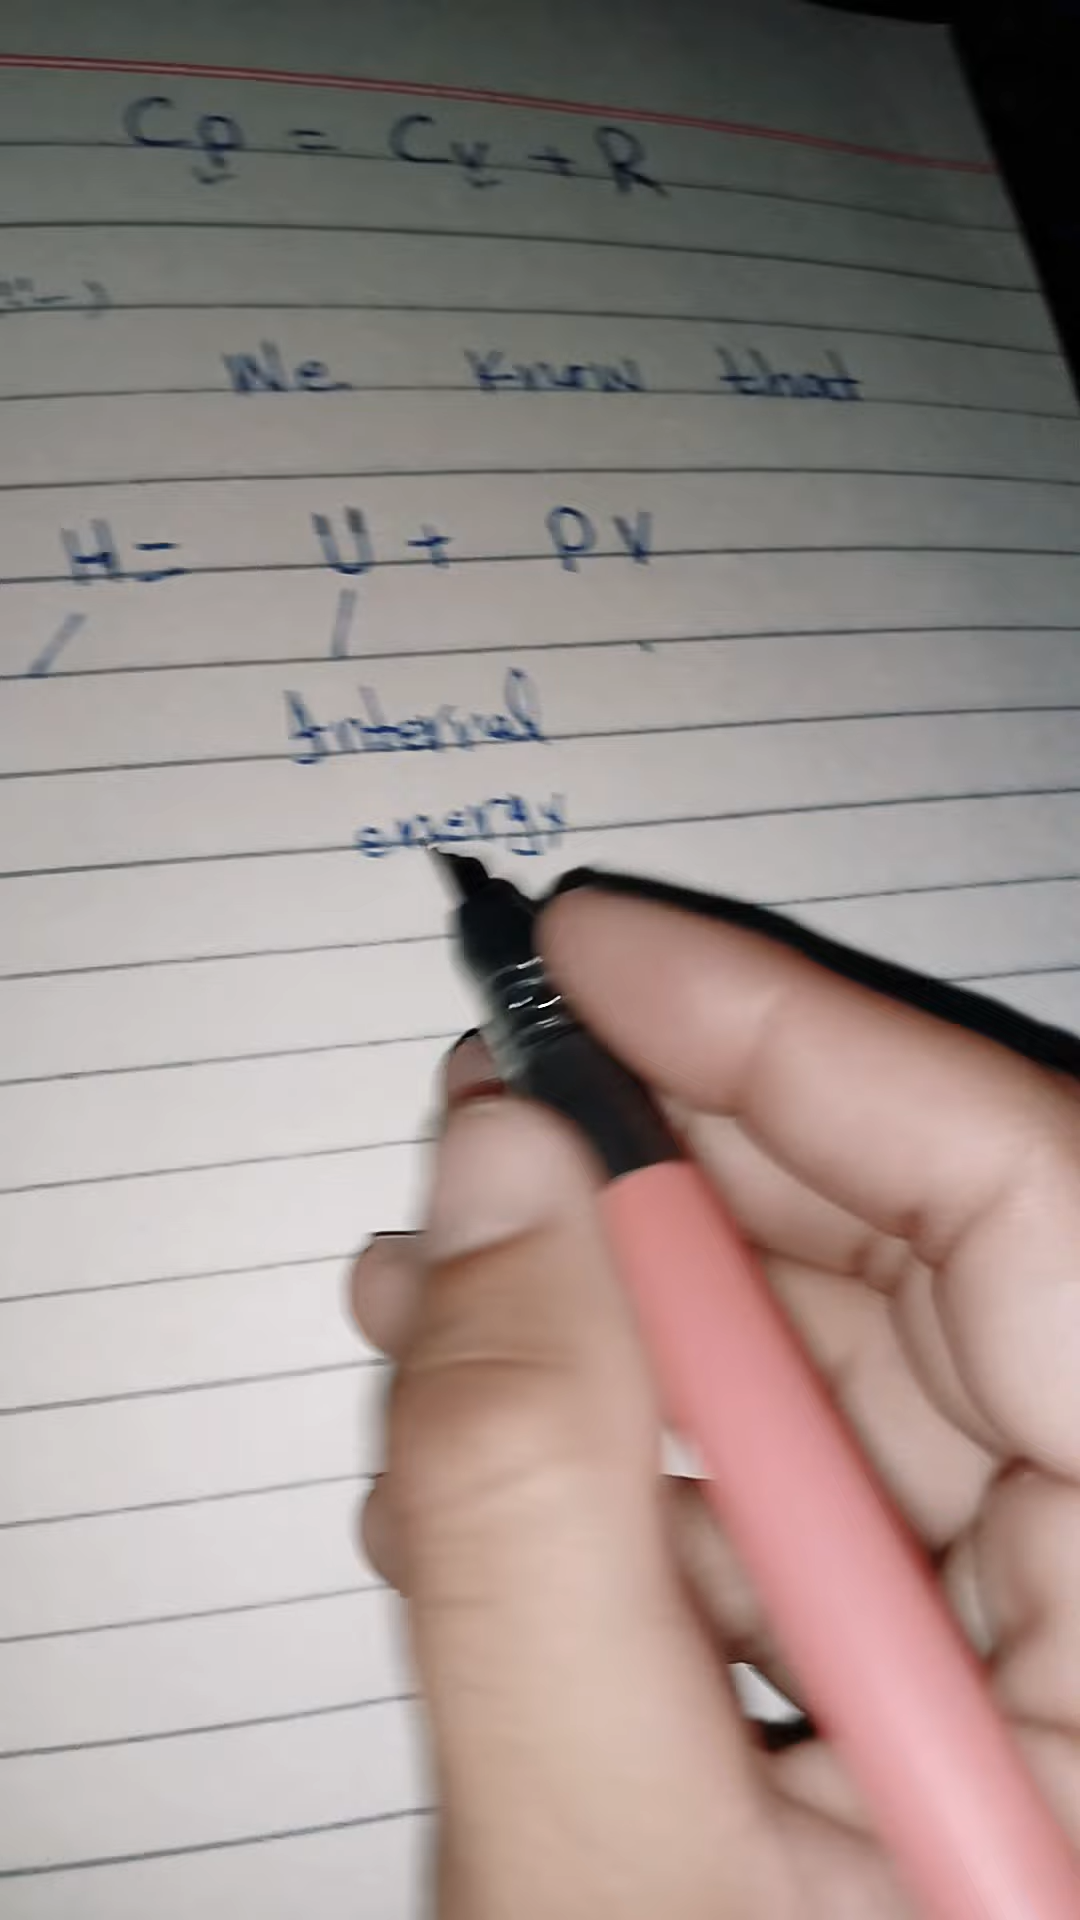 Cp = Cv + R
We know that
H = U + PV
Internal
energy